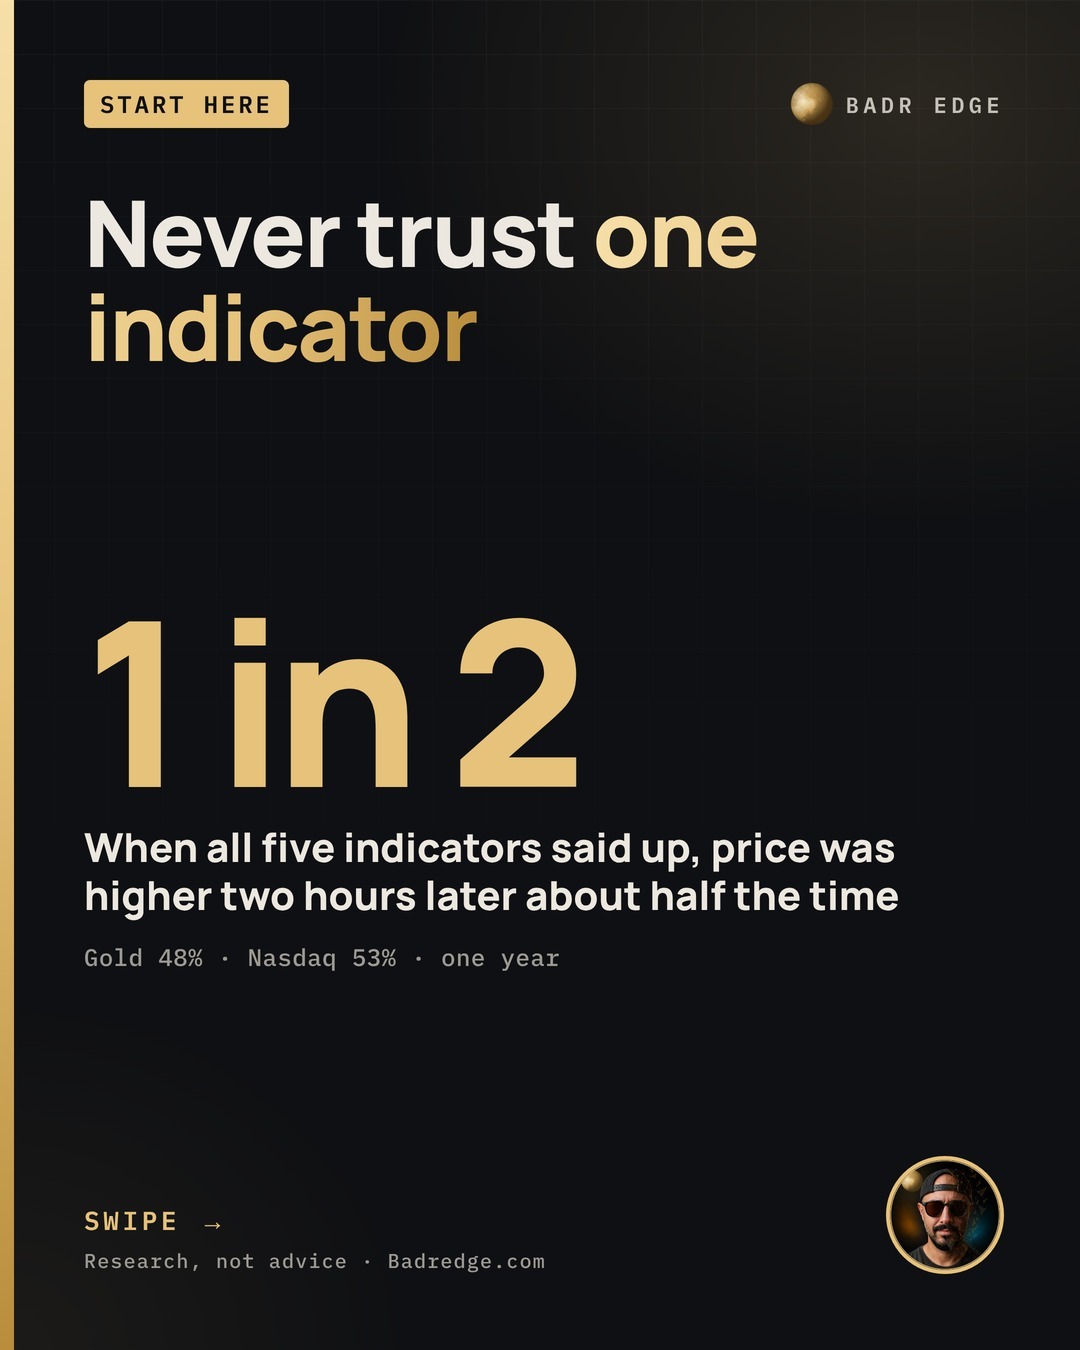 START HERE
BADR EDGE
Never trust one
indicator
1 in 2
When all five indicators said up, price was
higher two hours later about half the time
Gold 48% · Nasdaq 53% · one year
SWIPE →
Research, not advice · Badredge.com